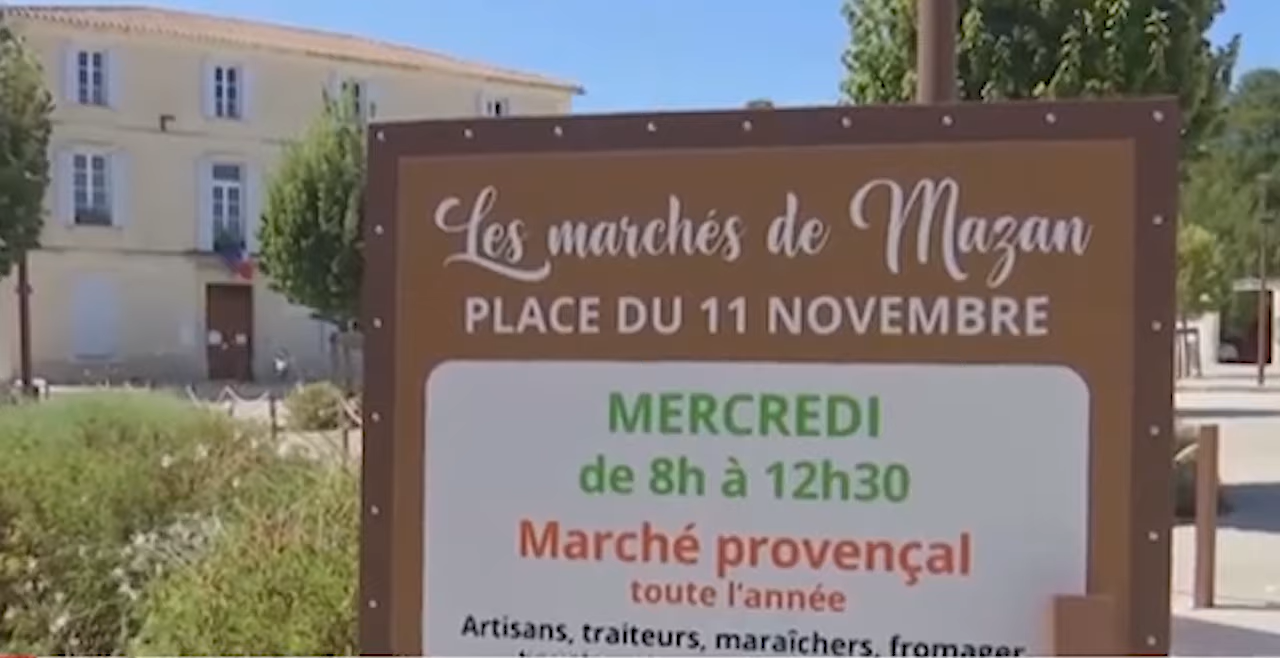 Les marchés de Mazan
PLACE DU 11 NOVEMBRE
MERCREDI
de 8h à 12h30
Marché provençal
toute l'année
Artisans, traiteurs, maraîchers, fromager